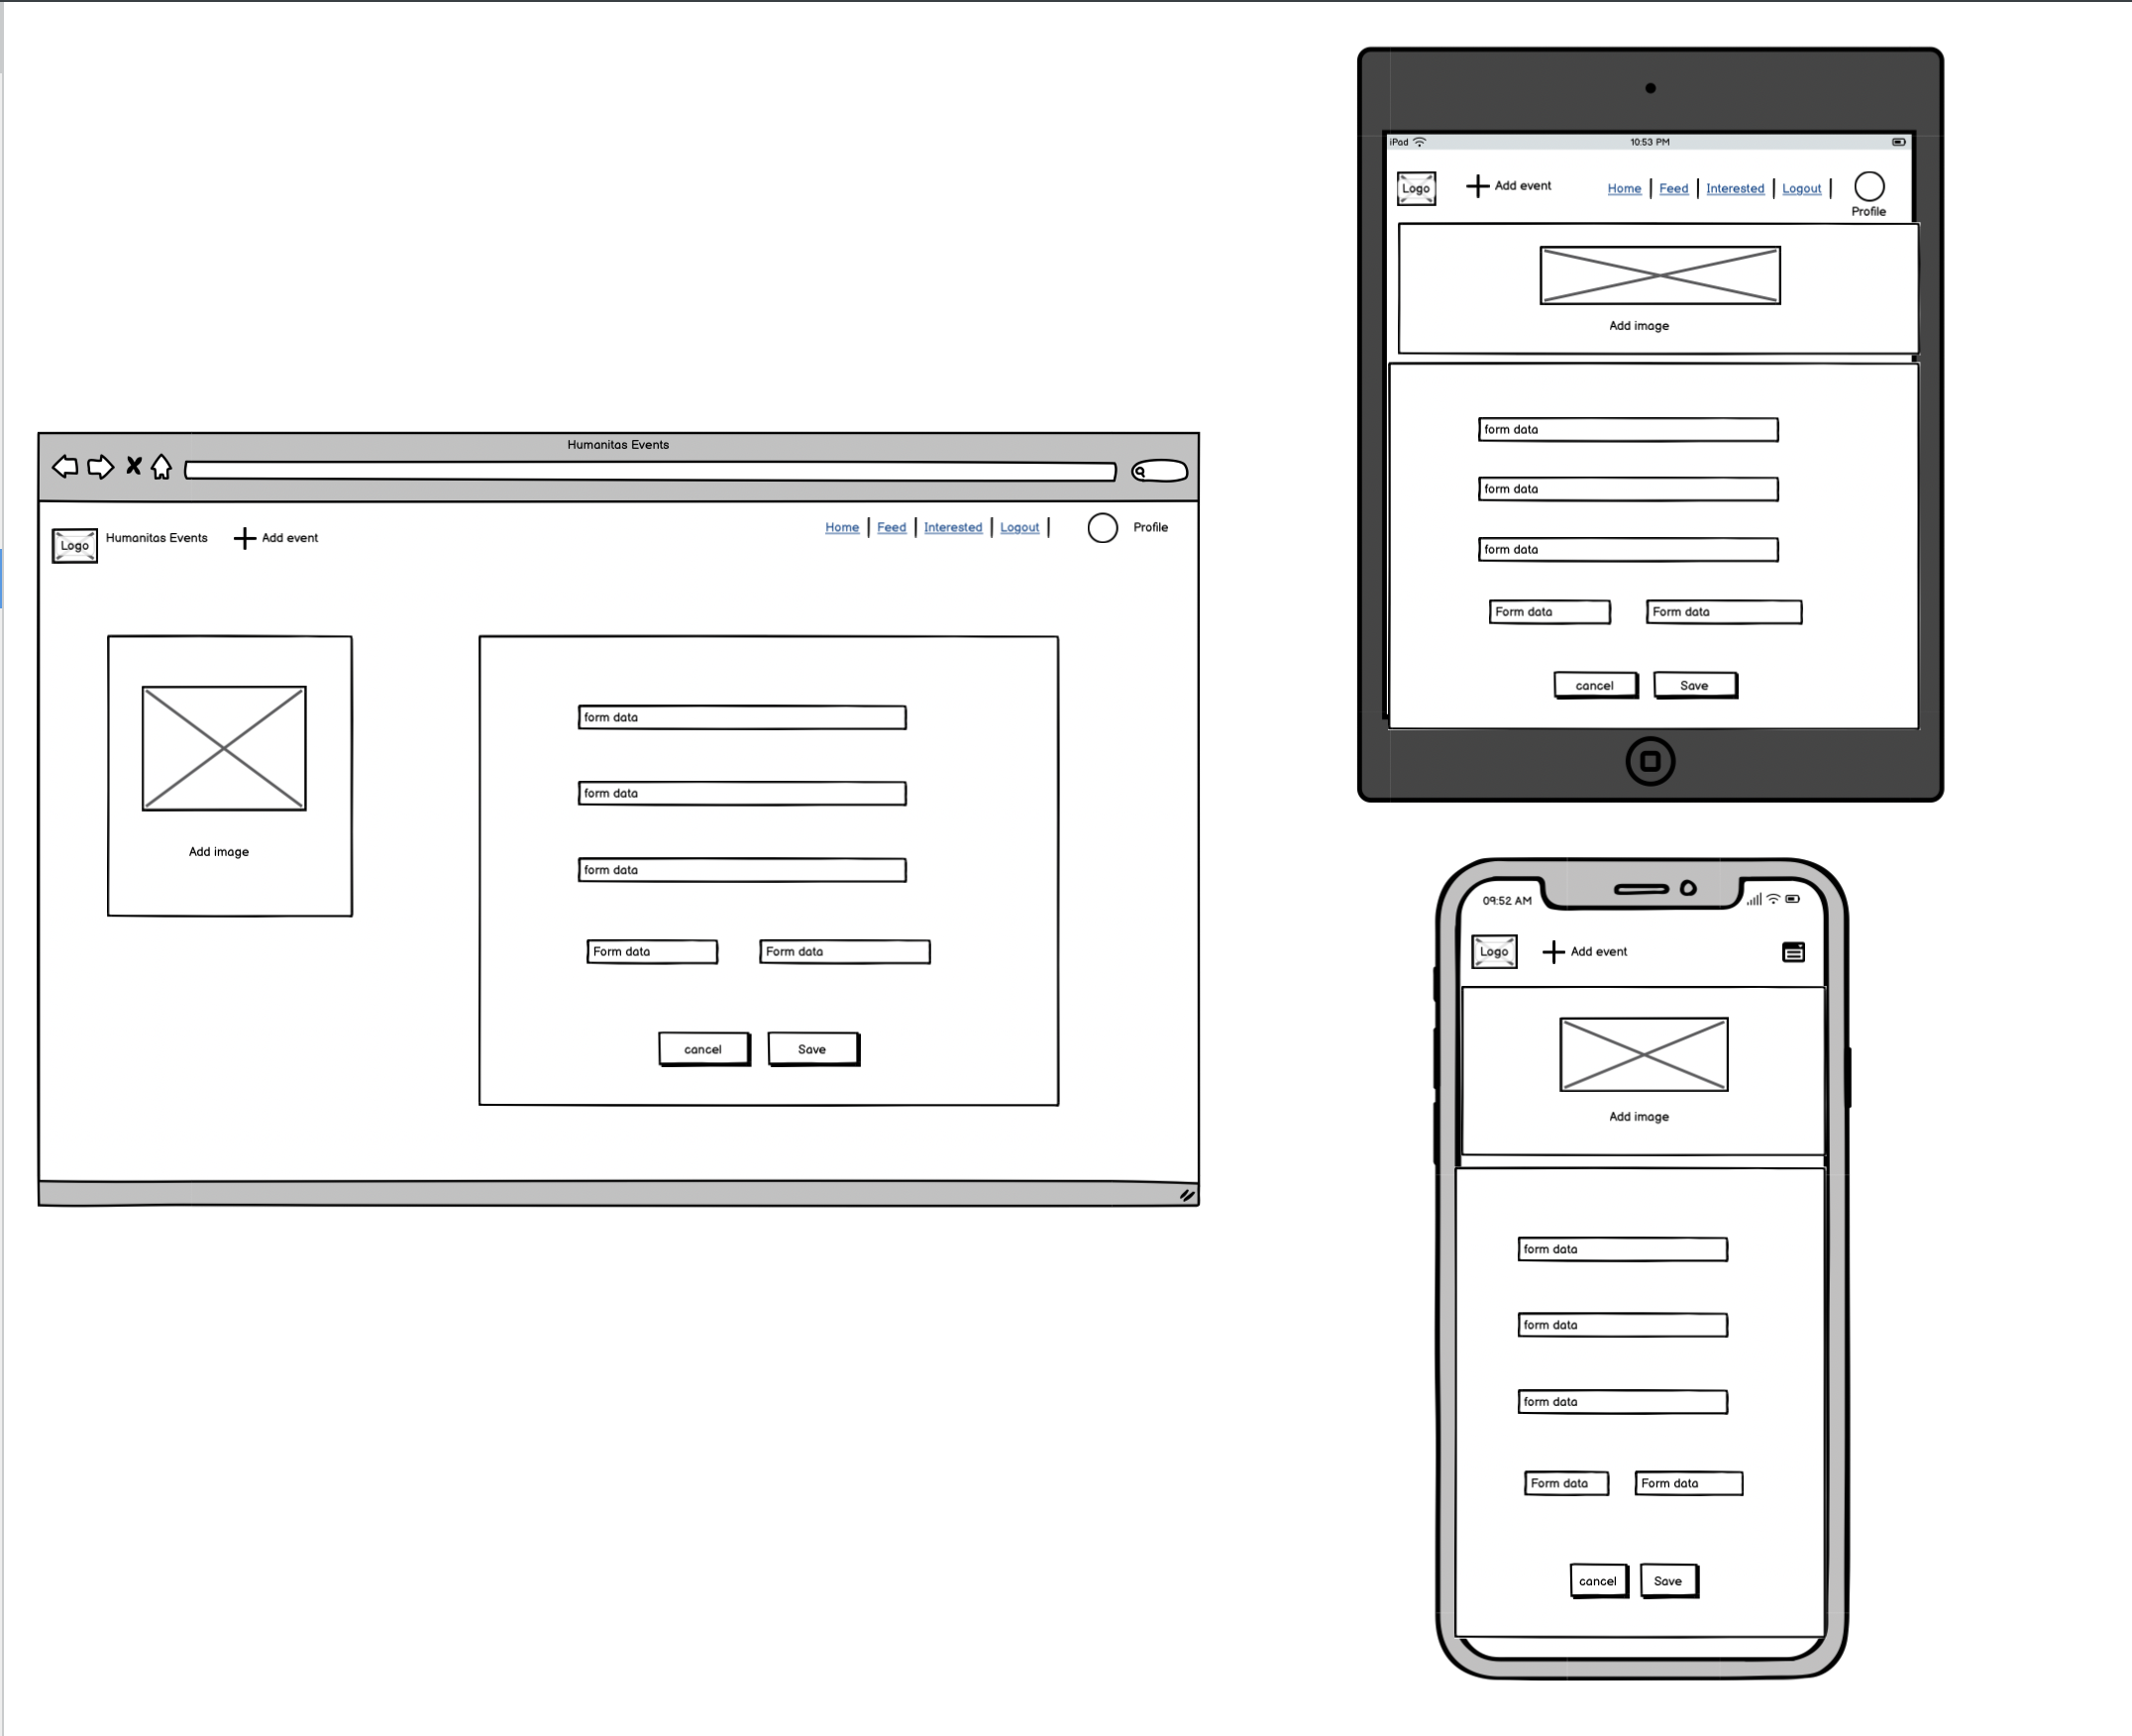 Humanitas Events
Logo Humanitas Events Add event Home Feed Interested Logout Profile
form data
form data
Add image
form data
Form data Form data
cancel Save
iPad 10:53 PM
Logo Add event Home Feed Interested Logout
Profile
Add image
form data
form data
form data
Form data Form data
cancel Save
09:52 AM
Logo Add event
Add image
form data
form data
form data
Form data Form data
cancel Save